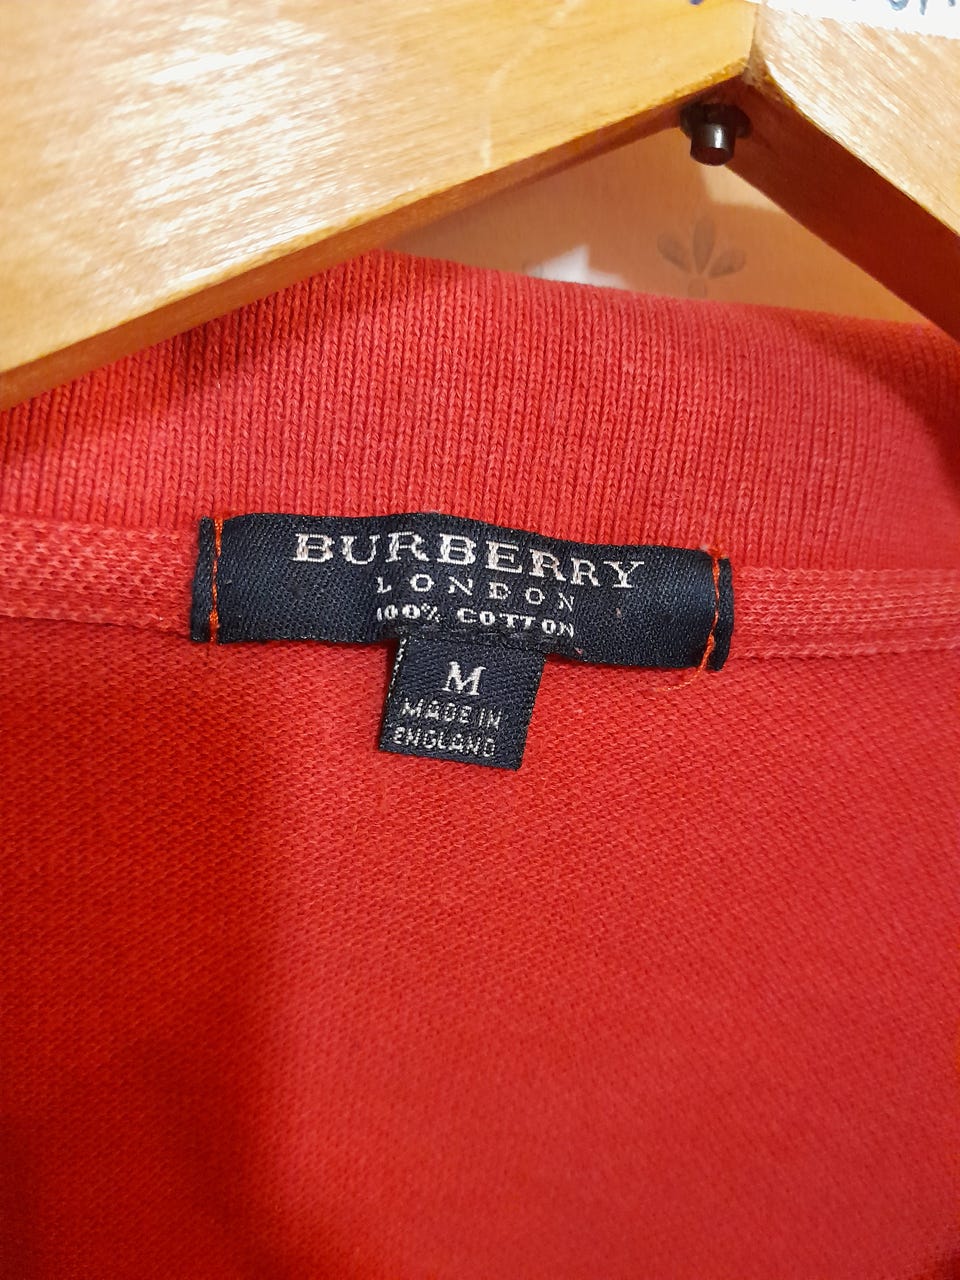 BURBERRY
LONDON
100% COTTON
M
MADE IN
ENGLAND